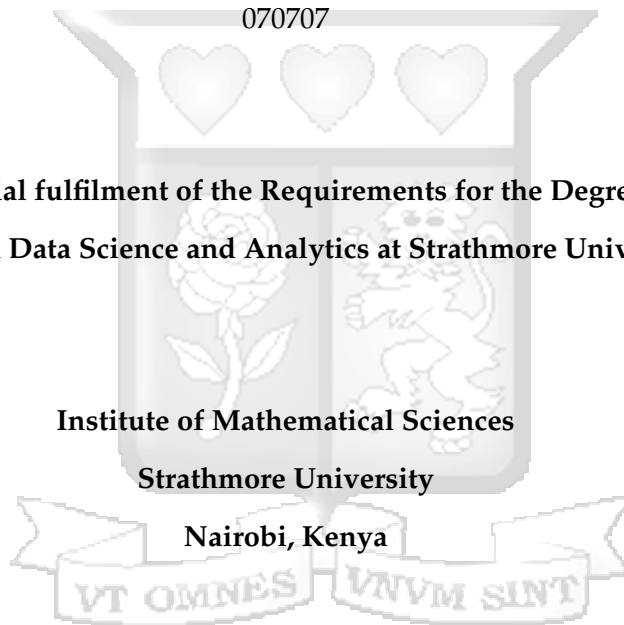 070707
ial fulfilment of the Requirements for the Degre
Data Science and Analytics at Strathmore Univ
Institute of Mathematical Sciences
Strathmore University
Nairobi, Kenya
VT OMNES VNVM SINT